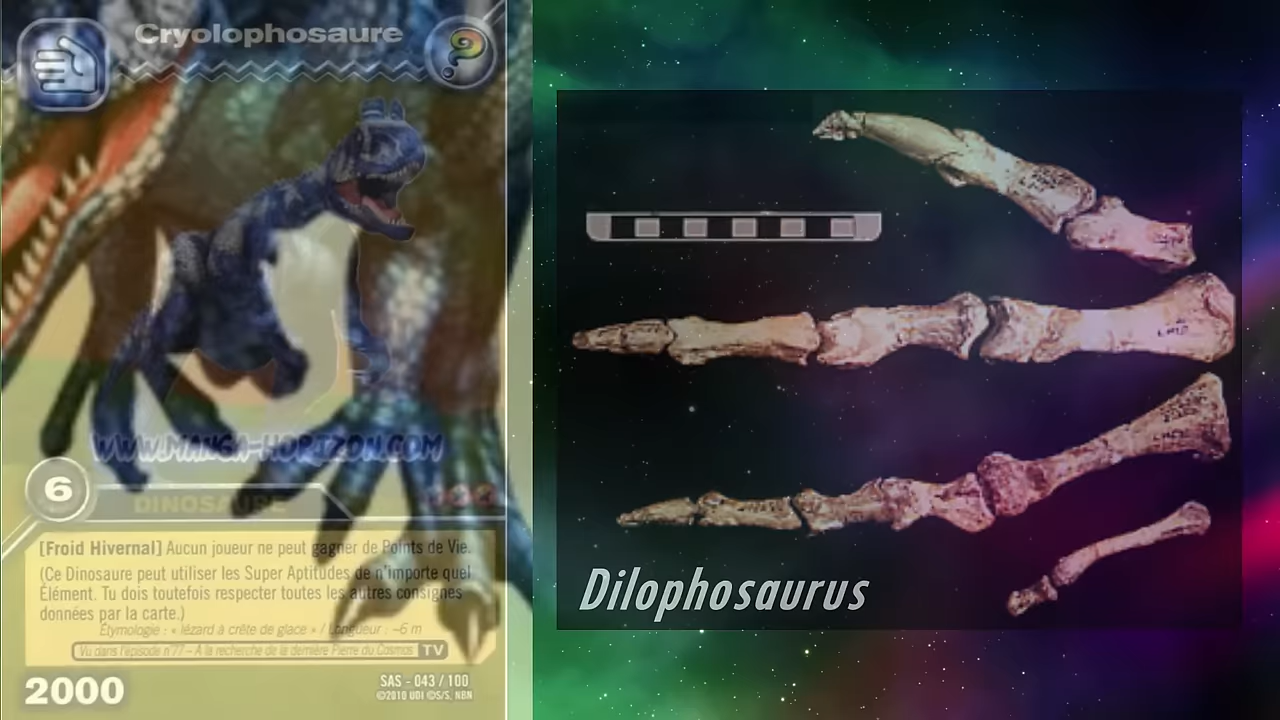 Cryolophosaure
WWW.MANGA-HORIZON.COM
6
DINOSAURE
[Froid Hivernal] Aucun joueur ne peut gagner de Points de Vie.
(Ce Dinosaure peut utiliser les Super Aptitudes de n'importe quel
Élément. Tu dois toutefois respecter toutes les autres consignes
données par la carte.)
Étymologie : « lézard à crête de glace » / Longueur : ~6 m
Vu dans l'épisode n°77 – A la recherche de la dernière Pierre du Cosmos TV
2000
SAS - 043 / 100
©2010 UDI ©S/S, NBN
Dilophosaurus